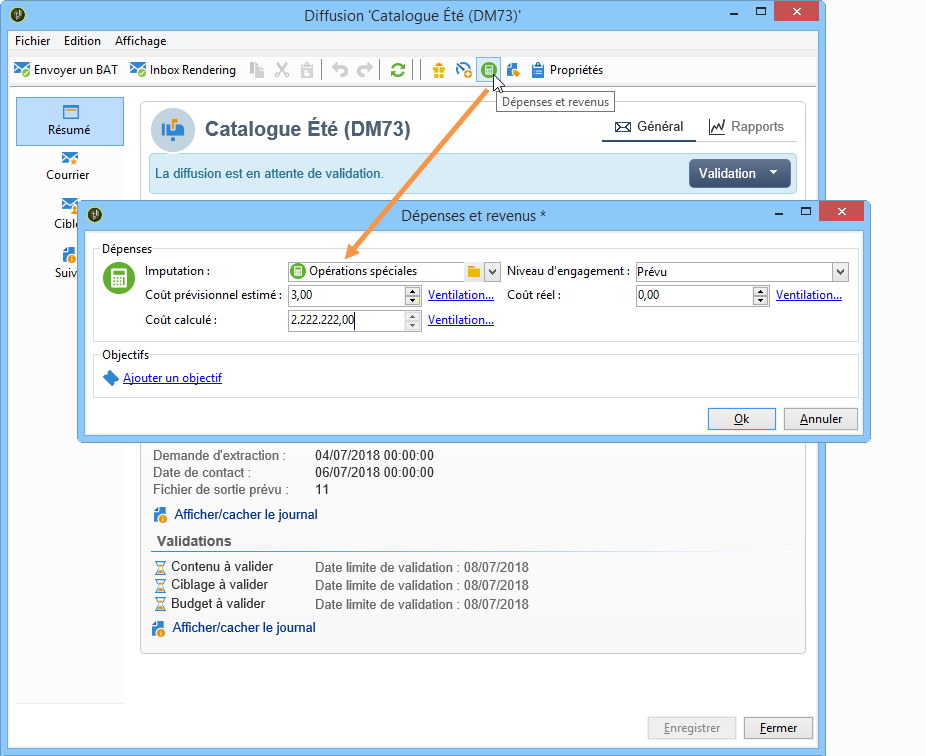 Diffusion 'Catalogue Été (DM73)'
Fichier Edition Affichage
Envoyer un BAT Inbox Rendering Propriétés
Dépenses et revenus
Résumé
Courrier
Cibl
Suiv
Catalogue Été (DM73)
Général Rapports
La diffusion est en attente de validation.
Validation
Dépenses et revenus *
Dépenses
Imputation : Opérations spéciales Niveau d'engagement : Prévu
Coût prévisionnel estimé : 3,00 Ventilation... Coût réel : 0,00 Ventilation...
Coût calculé : 2.222.222,00 Ventilation...
Objectifs
Ajouter un objectif
Ok Annuler
Demande d'extraction : 04/07/2018 00:00:00
Date de contact : 06/07/2018 00:00:00
Fichier de sortie prévu : 11
Afficher/cacher le journal
Validations
Contenu à valider Date limite de validation : 08/07/2018
Ciblage à valider Date limite de validation : 08/07/2018
Budget à valider Date limite de validation : 08/07/2018
Afficher/cacher le journal
Enregistrer Fermer